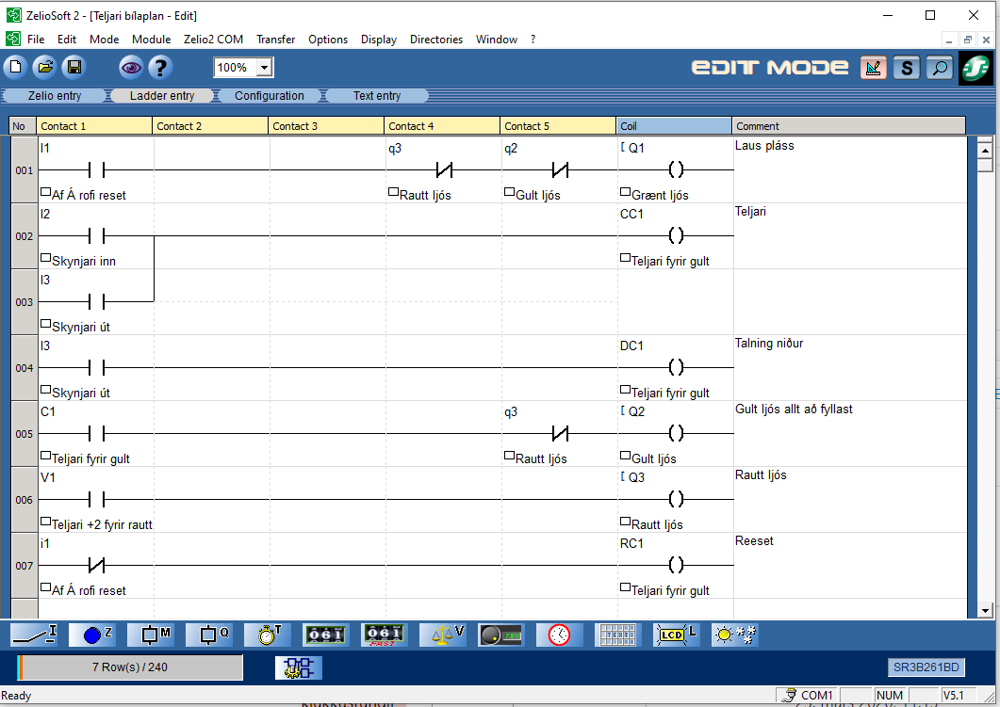 ZelioSoft 2 - [Teljari bílaplan - Edit]
File Edit Mode Module Zelio2 COM Transfer Options Display Directories Window ?
100% EDIT MODE S
Zelio entry Ladder entry Configuration Text entry
No Contact 1 Contact 2 Contact 3 Contact 4 Contact 5 Coil Comment
I1 q3 q2 [ Q1 Laus pláss
001
Af Á rofi reset Rautt ljós Gult ljós Grænt ljós
I2 CC1 Teljari
002
Skynjari inn Teljari fyrir gult
I3
003
Skynjari út
I3 DC1 Talning niður
004
Skynjari út Teljari fyrir gult
C1 q3 [ Q2 Gult ljós allt að fyllast
005
Teljari fyrir gult Rautt ljós Gult ljós
V1 [ Q3 Rautt ljós
006
Teljari +2 fyrir rautt Rautt ljós
i1 RC1 Reeset
007
Af Á rofi reset Teljari fyrir gult
I Z M Q T 061 061 FAST V LCD L
7 Row(s) / 240 SR3B261BD
Ready COM1 NUM V5.1